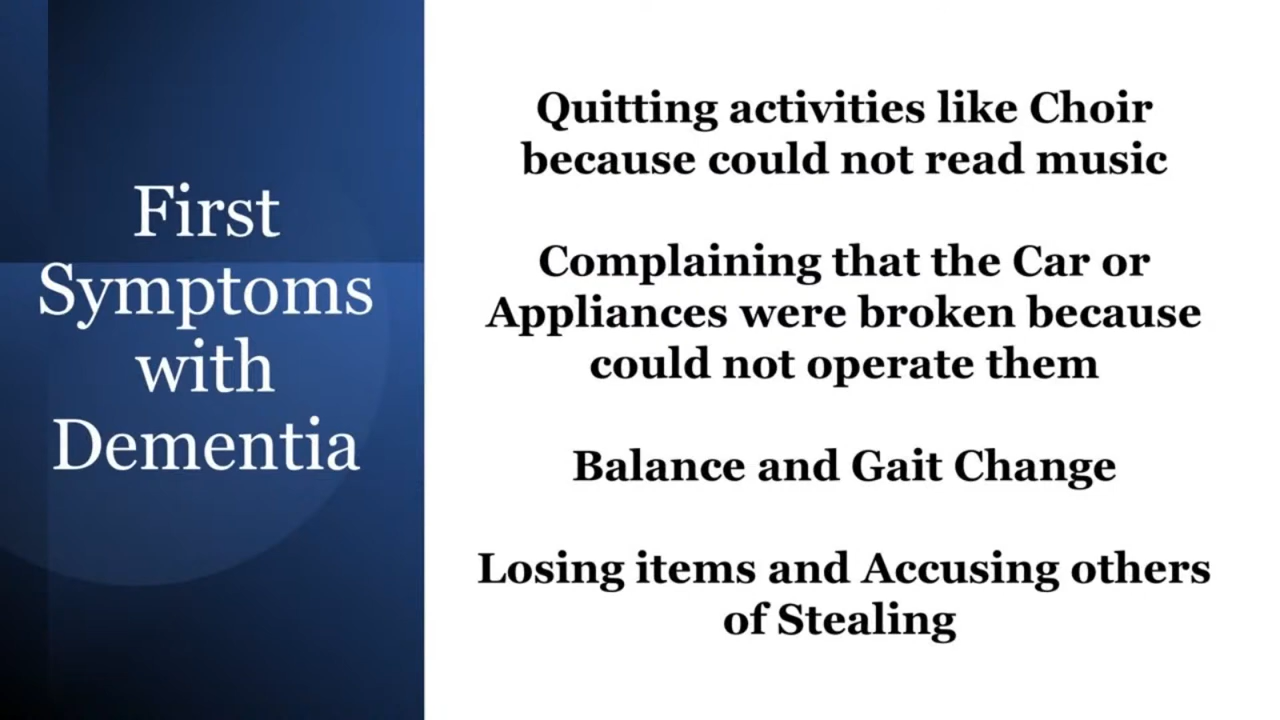 First
Symptoms
with
Dementia
Quitting activities like Choir
because could not read music
Complaining that the Car or
Appliances were broken because
could not operate them
Balance and Gait Change
Losing items and Accusing others
of Stealing